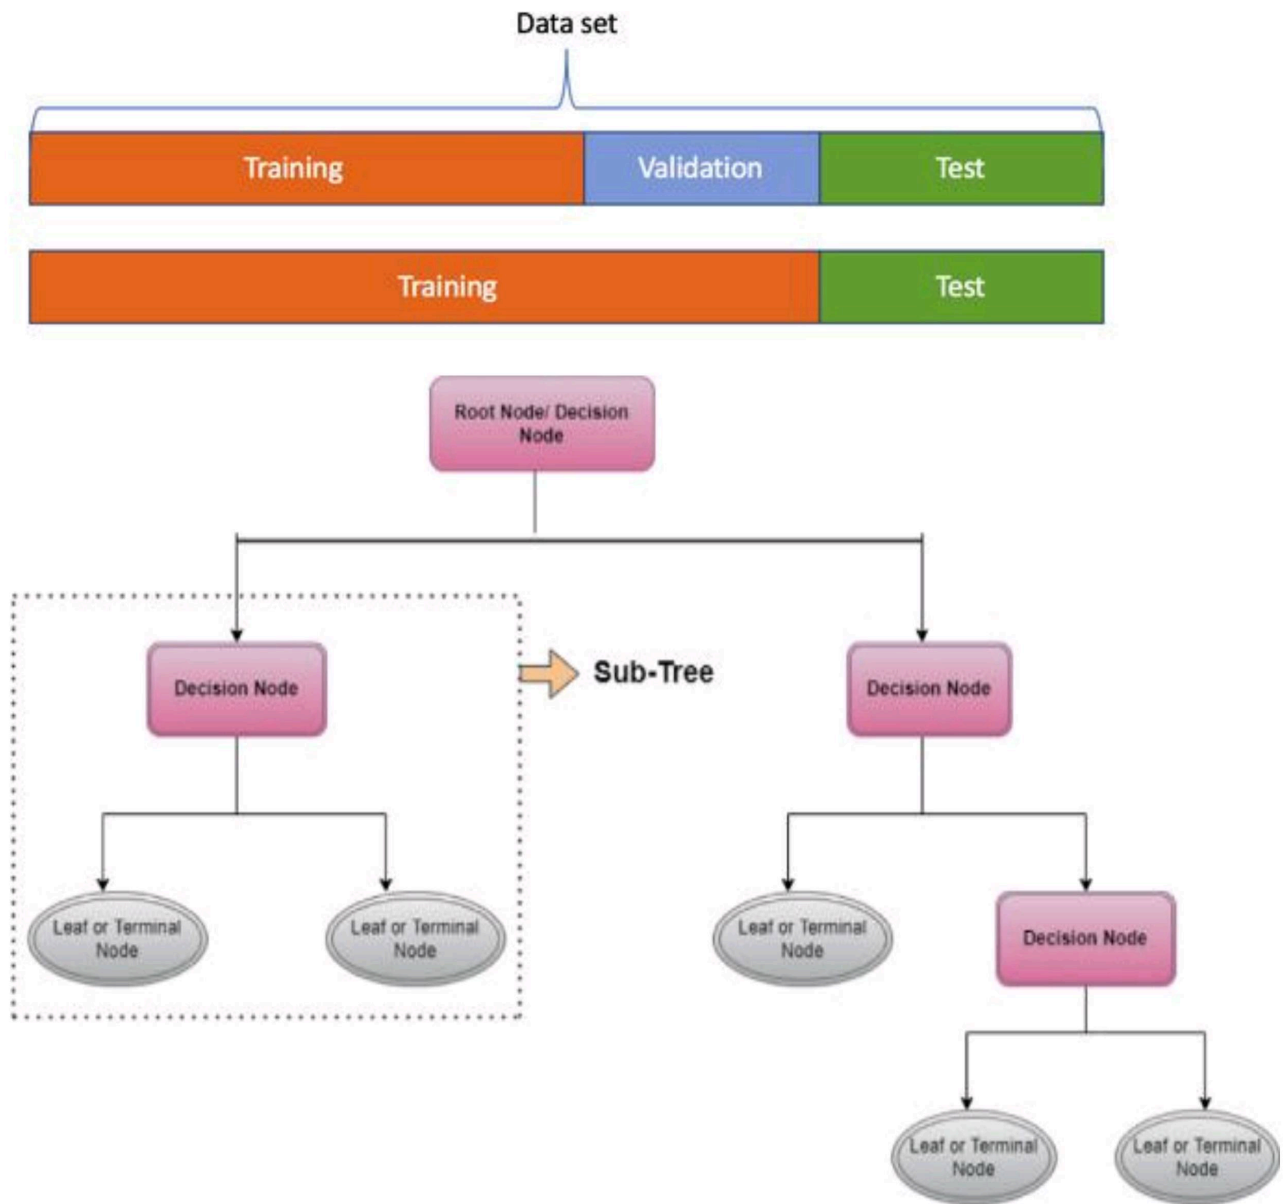 Data set
Training
Validation
Test
Training
Test
Root Node/ Decision
Node
Decision Node
Sub-Tree
Decision Node
Leaf or Terminal
Node
Leaf or Terminal
Node
Leaf or Terminal
Node
Decision Node
Leaf or Terminal
Node
Leaf or Terminal
Node